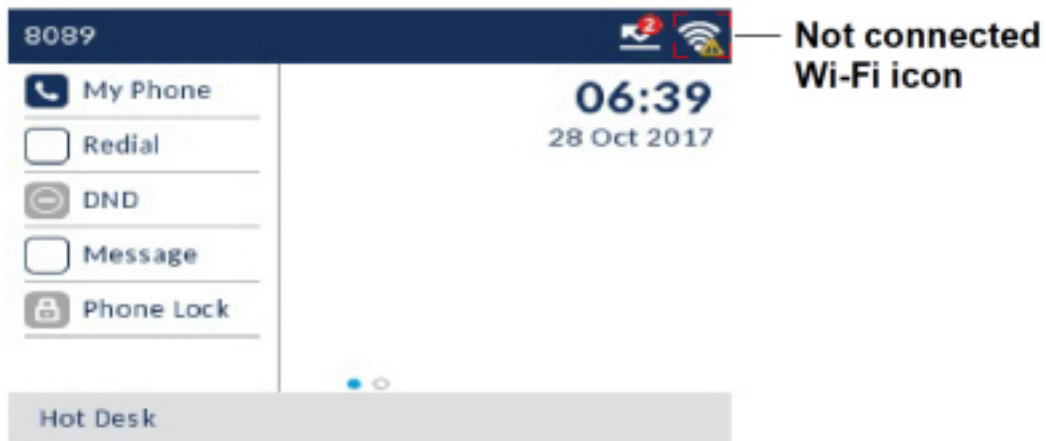 8089
2
Not connected
Wi-Fi icon
My Phone
06:39
Redial
28 Oct 2017
DND
Message
Phone Lock
Hot Desk